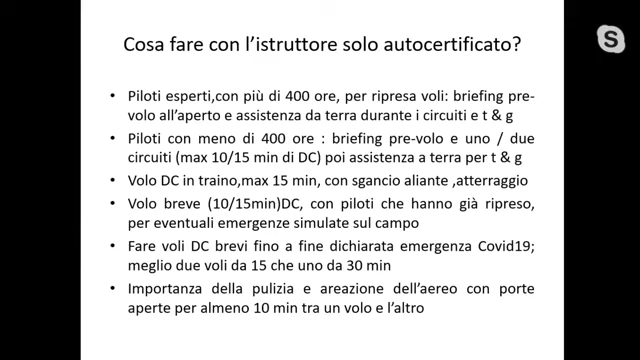 Cosa fare con l'istruttore solo autocertificato?
• Piloti esperti,con più di 400 ore, per ripresa voli: briefing pre-
volo all'aperto e assistenza da terra durante i circuiti e t & g
• Piloti con meno di 400 ore : briefing pre-volo e uno / due
circuiti (max 10/15 min di DC) poi assistenza a terra per t & g
• Volo DC in traino,max 15 min, con sgancio aliante ,atterraggio
• Volo breve (10/15min)DC, con piloti che hanno già ripreso,
per eventuali emergenze simulate sul campo
• Fare voli DC brevi fino a fine dichiarata emergenza Covid19;
meglio due voli da 15 che uno da 30 min
• Importanza della pulizia e areazione dell'aereo con porte
aperte per almeno 10 min tra un volo e l'altro